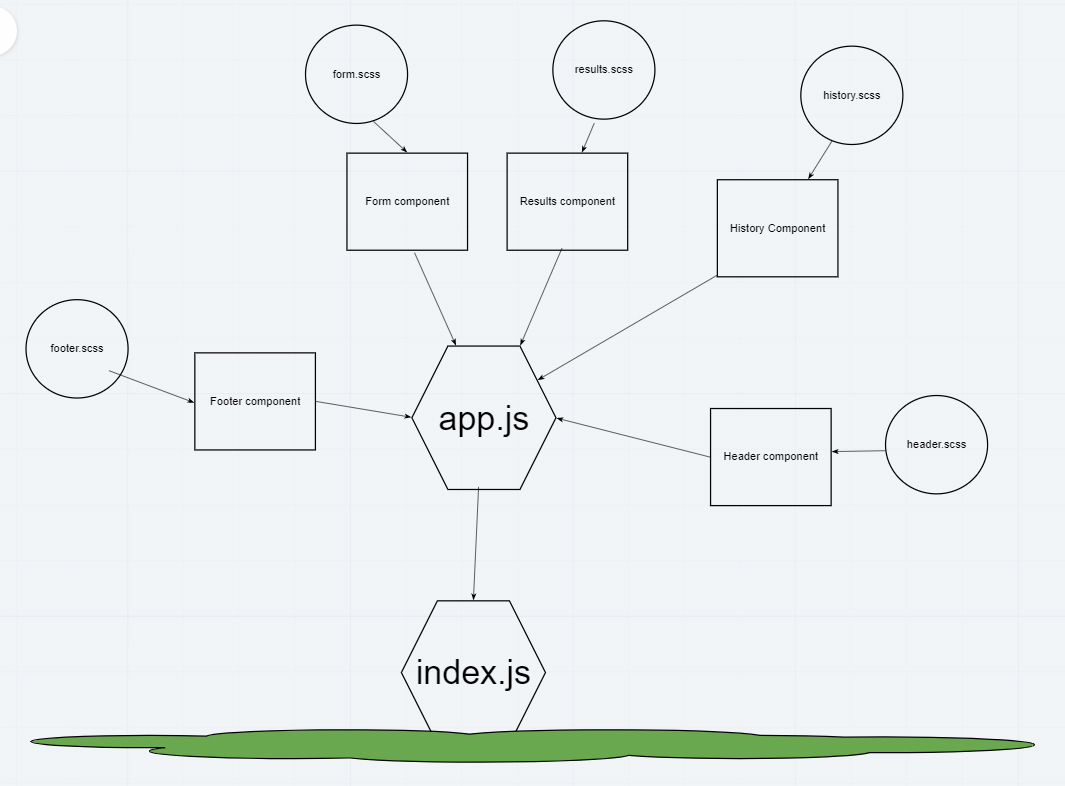 form.scss
results.scss
history.scss
Form component
Results component
History Component
footer.scss
Footer component
app.js
Header component
header.scss
index.js